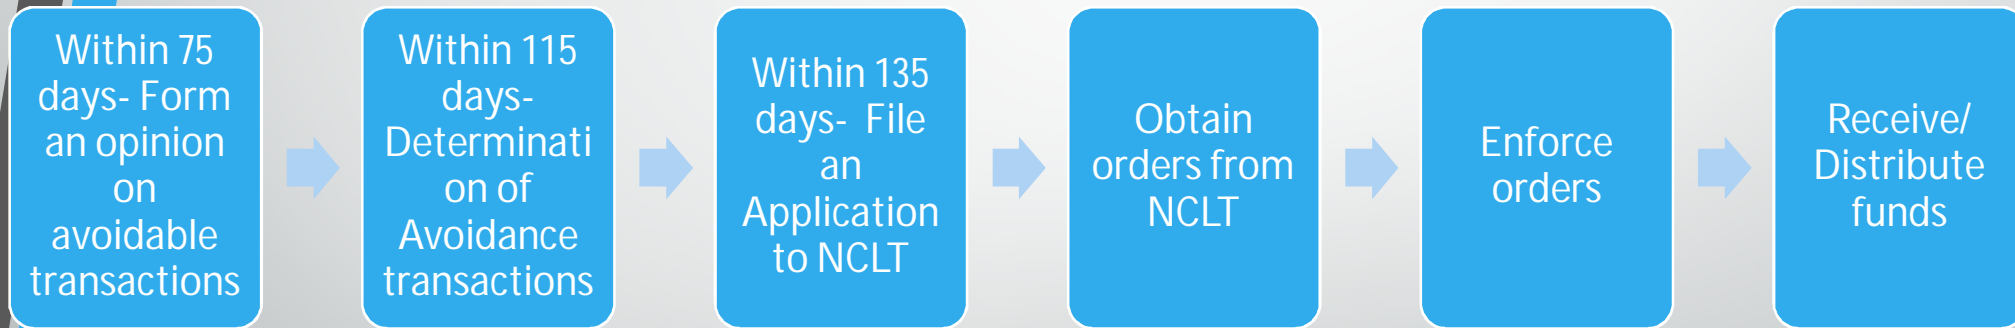 Within 75
days- Form
an opinion
on
avoidable
transactions
Within 115
days-
Determinati
on of
Avoidance
transactions
Within 135
days- File
an
Application
to NCLT
Obtain
orders from
NCLT
Enforce
orders
Receive/
Distribute
funds